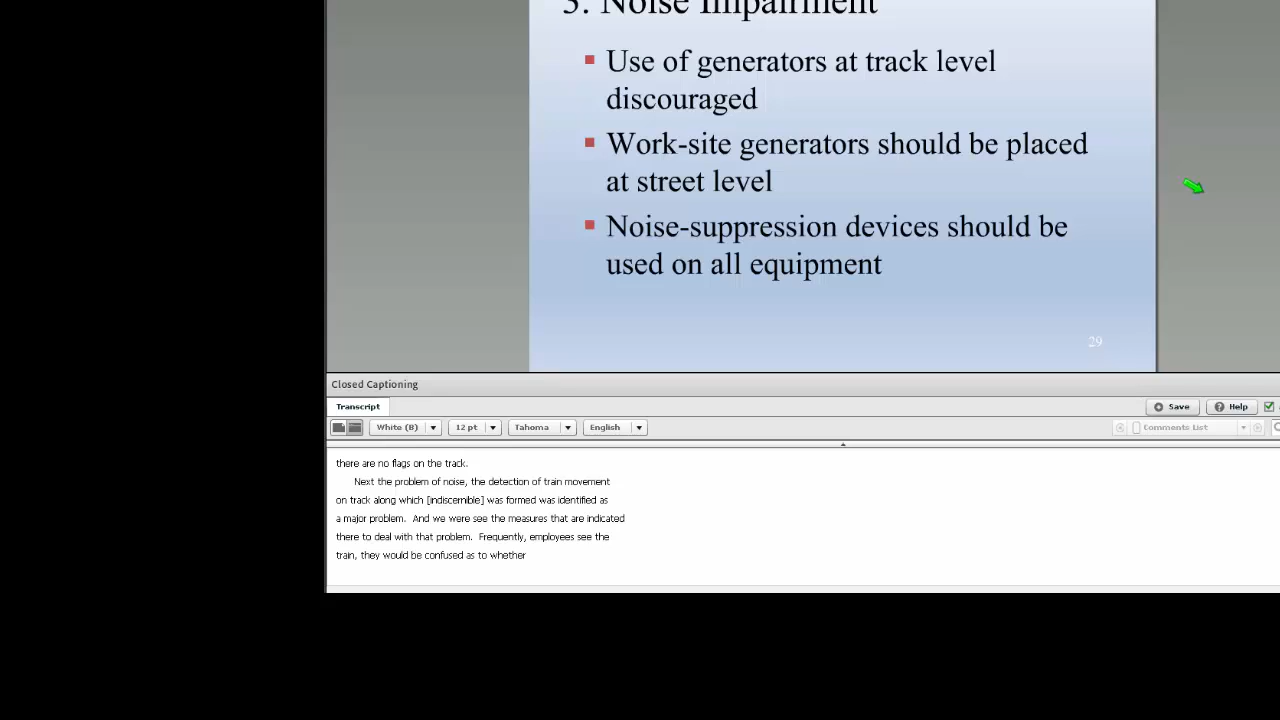 3. Noise Impairment
Use of generators at track level
discouraged
Work-site generators should be placed
at street level
Noise-suppression devices should be
used on all equipment
29
Closed Captioning
Transcript
Save
Help
White (B)
12 pt
Tahoma
English
Comments List
there are no flags on the track.
Next the problem of noise, the detection of train movement
on track along which [indiscernible] was formed was identified as
a major problem. And we were see the measures that are indicated
there to deal with that problem. Frequently, employees see the
train, they would be confused as to whether